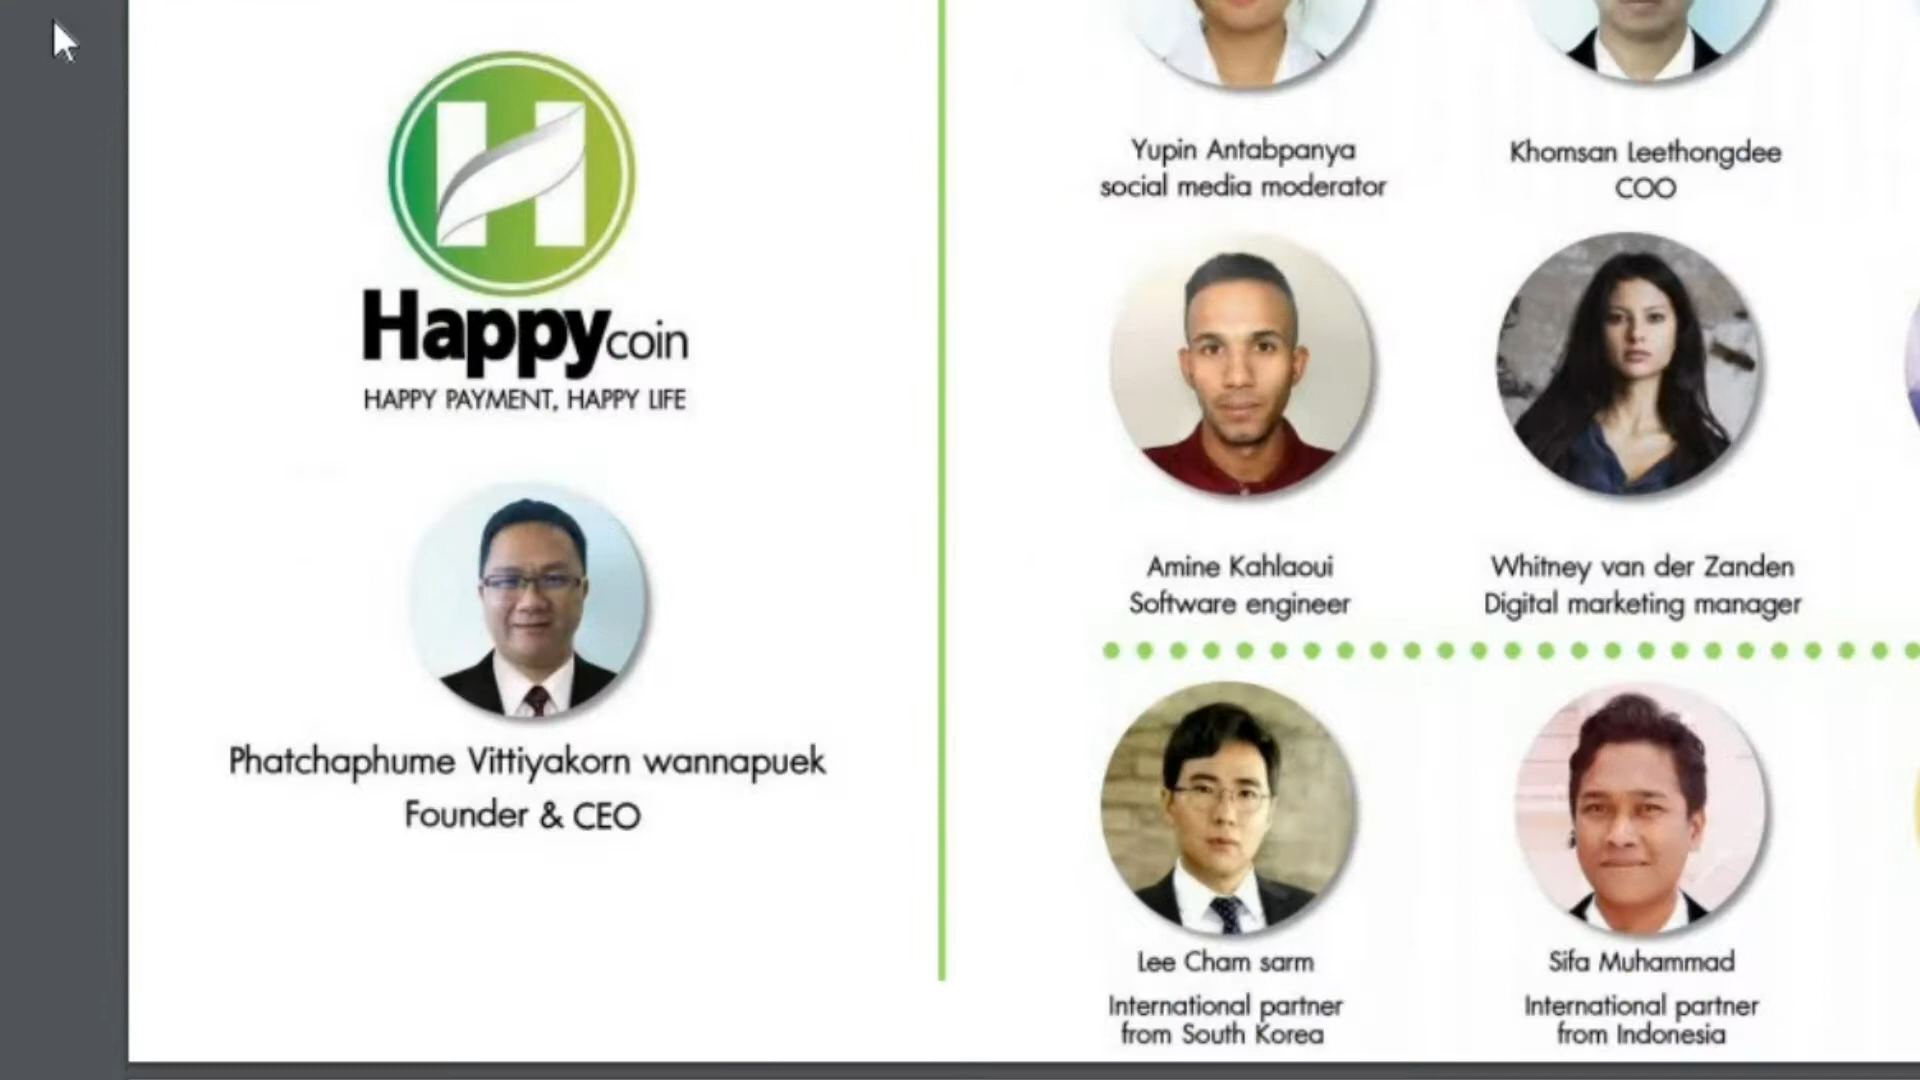 Happycoin
HAPPY PAYMENT, HAPPY LIFE
Phatchaphume Vittiyakorn wannapuek
Founder & CEO
Yupin Antabpanya
social media moderator
Khomsan Leethongdee
COO
Amine Kahlaoui
Software engineer
Whitney van der Zanden
Digital marketing manager
Lee Cham sarm
International partner
from South Korea
Sifa Muhammad
International partner
from Indonesia